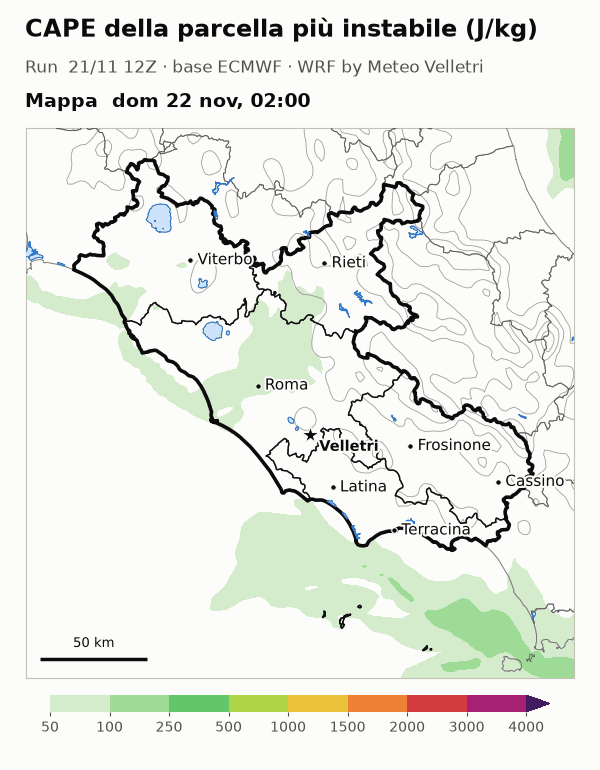 CAPE della parcella più instabile (J/kg)
Run 21/11 12Z · base ECMWF · WRF by Meteo Velletri
Mappa dom 22 nov, 02:00
Viterbo
Rieti
Roma
Velletri
Frosinone
Cassino
Latina
Terracina
50 km
50 100 250 500 1000 1500 2000 3000 4000